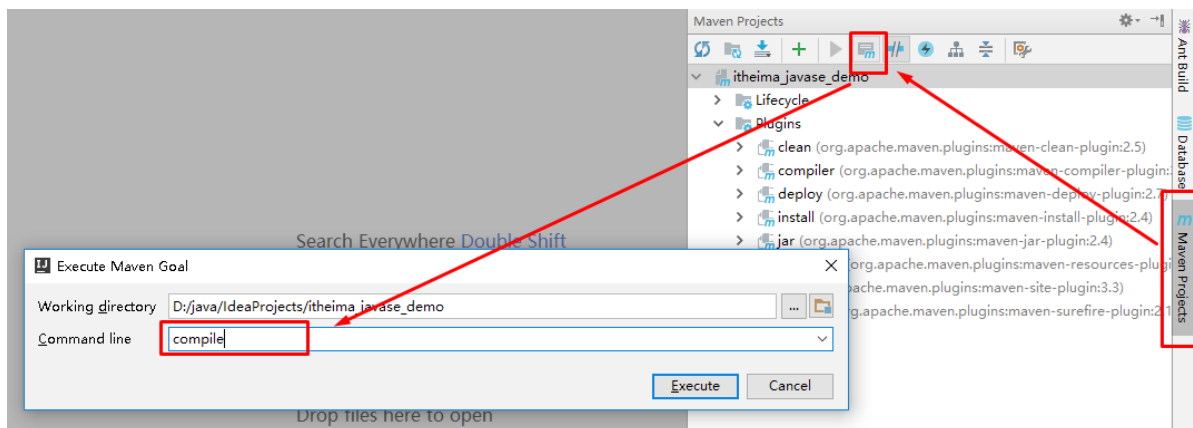 Maven Projects
itheima_javase_demo
Lifecycle
Plugins
clean (org.apache.maven.plugins:maven-clean-plugin:2.5)
compiler (org.apache.maven.plugins:maven-compiler-plugin:
deploy (org.apache.maven.plugins:maven-deploy-plugin:2.7)
install (org.apache.maven.plugins:maven-install-plugin:2.4)
jar (org.apache.maven.plugins:maven-jar-plugin:2.4)
org.apache.maven.plugins:maven-resources-plugi
pache.maven.plugins:maven-site-plugin:3.3)
g.apache.maven.plugins:maven-surefire-plugin:2.1
Ant Build
Database
Maven Projects
Search Everywhere Double Shift
Execute Maven Goal
Working directory D:/java/IdeaProjects/itheima_javase_demo ...
Command line compile
Execute Cancel
Drop files here to open